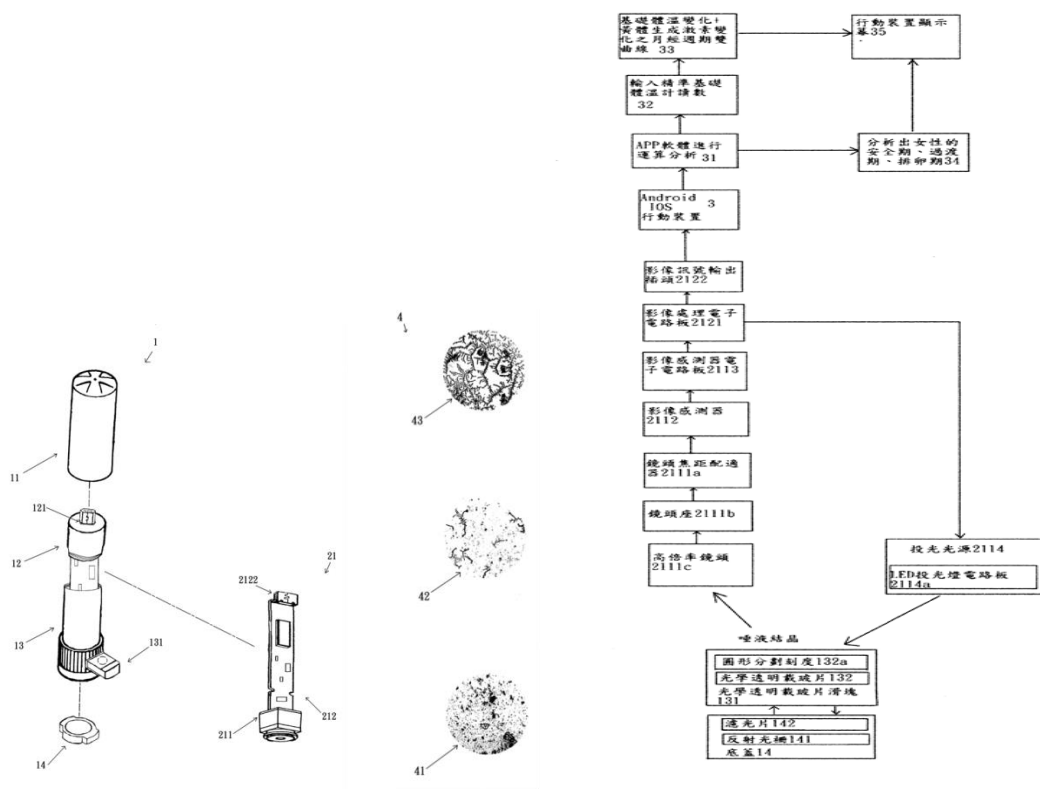 基礎體溫變化+
黃體生成激素變
化之月經週期雙
曲線 33
行動裝置顯示
幕35
輸入精準基礎
體溫計讀數
32
APP軟體進行
運算分析31
分析出女性的
安全期、過渡
期、排卵期34
Android
IOS 3
行動裝置
影像訊號輸出
插頭2122
影像處理電子
電路板2121
影像感測器電
子電路板2113
影像感測器
2112
鏡頭焦距配適
器2111a
鏡頭座2111b
高倍率鏡頭
2111c
投光光源2114
LED投光燈電路板
2114a
唾液結晶
圓形分劃刻度132a
光學透明載玻片132
光學透明載玻片滑塊
131
濾光片142
反射光柵141
底蓋14
1
11
121
12
13
131
14
21
2122
211
212
4
43
42
41